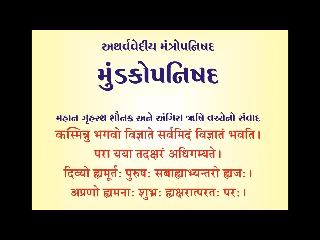 અથર્વવેદીય મંત્રોપનિષદ
મુંડકોપનિષદ
મહાન ગૃહસ્થ શૌનક અને અંગિરા ઋષિ વચ્ચેનો સંવાદ
कस्मिन्नु भगवो विज्ञाते सर्वमिदं विज्ञातं भवति।
परा यया तदक्षरं अधिगम्यते।
दिव्यो ह्यमूर्तः पुरुषः सबाह्याभ्यन्तरो ह्यजः।
अप्रणो ह्यमनाः शुभ्रः ह्यक्षरात्परतः परः।